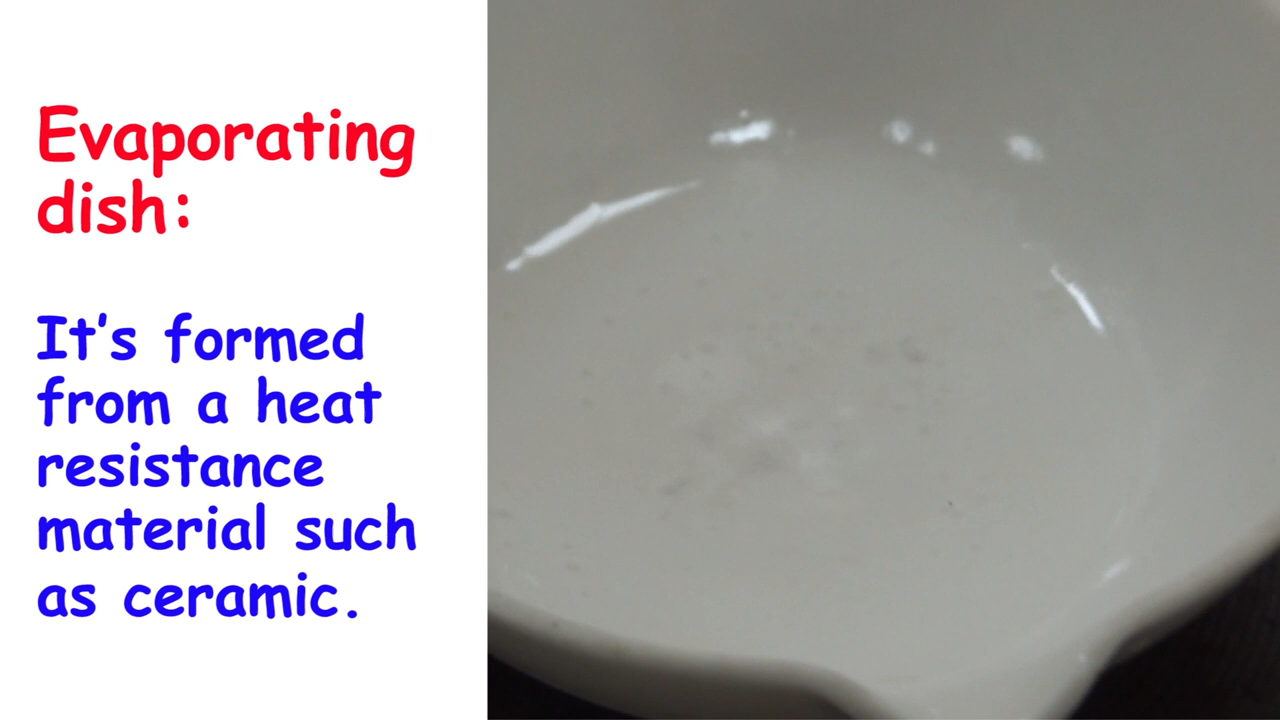 Evaporating
dish:
It's formed
from a heat
resistance
material such
as ceramic.